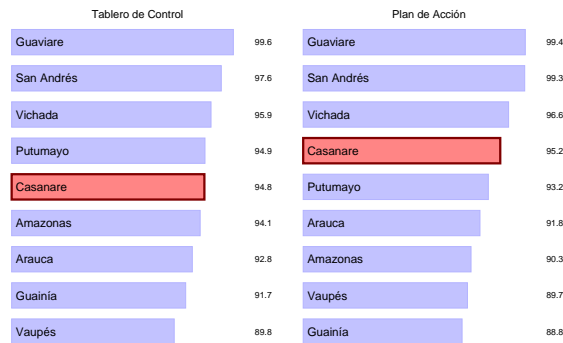 Tablero de Control
Guaviare 99.6
San Andrés 97.6
Vichada 95.9
Putumayo 94.9
Casanare 94.8
Amazonas 94.1
Arauca 92.8
Guainía 91.7
Vaupés 89.8
Plan de Acción
Guaviare 99.4
San Andrés 99.3
Vichada 96.6
Casanare 95.2
Putumayo 93.2
Arauca 91.8
Amazonas 90.3
Vaupés 89.7
Guainía 88.8